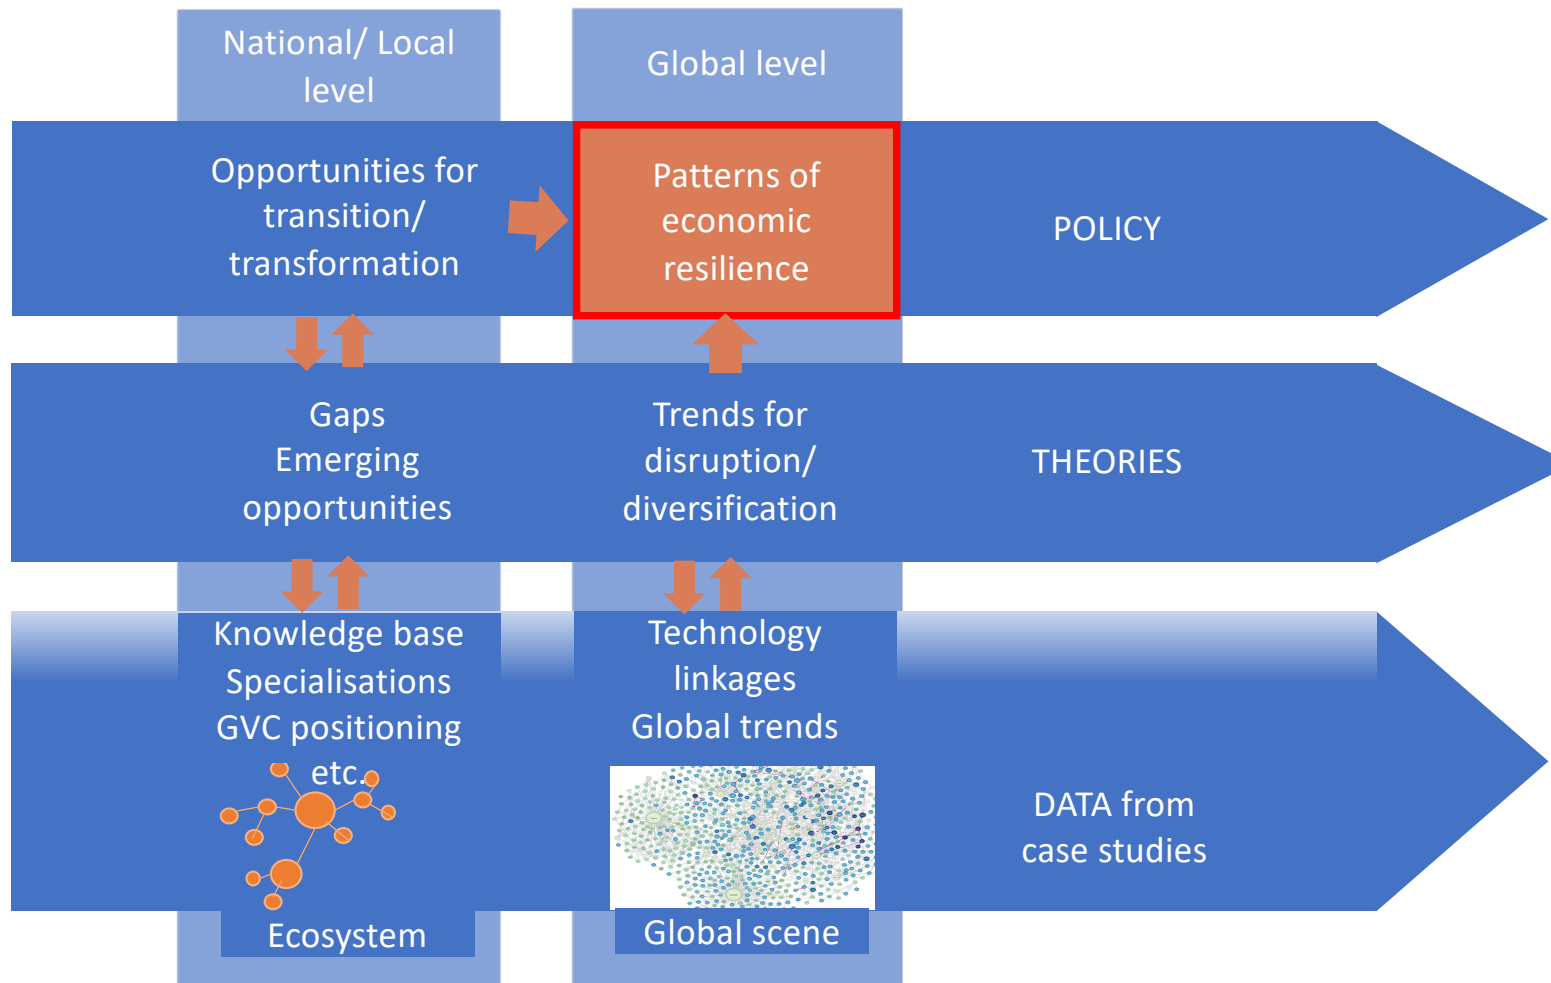 National/ Local
level
Global level
Opportunities for
transition/
transformation
Patterns of
economic
resilience
POLICY
Gaps
Emerging
opportunities
Trends for
disruption/
diversification
THEORIES
Knowledge base
Specialisations
GVC positioning
etc.
Technology
linkages
Global trends
DATA from
case studies
Ecosystem
Global scene